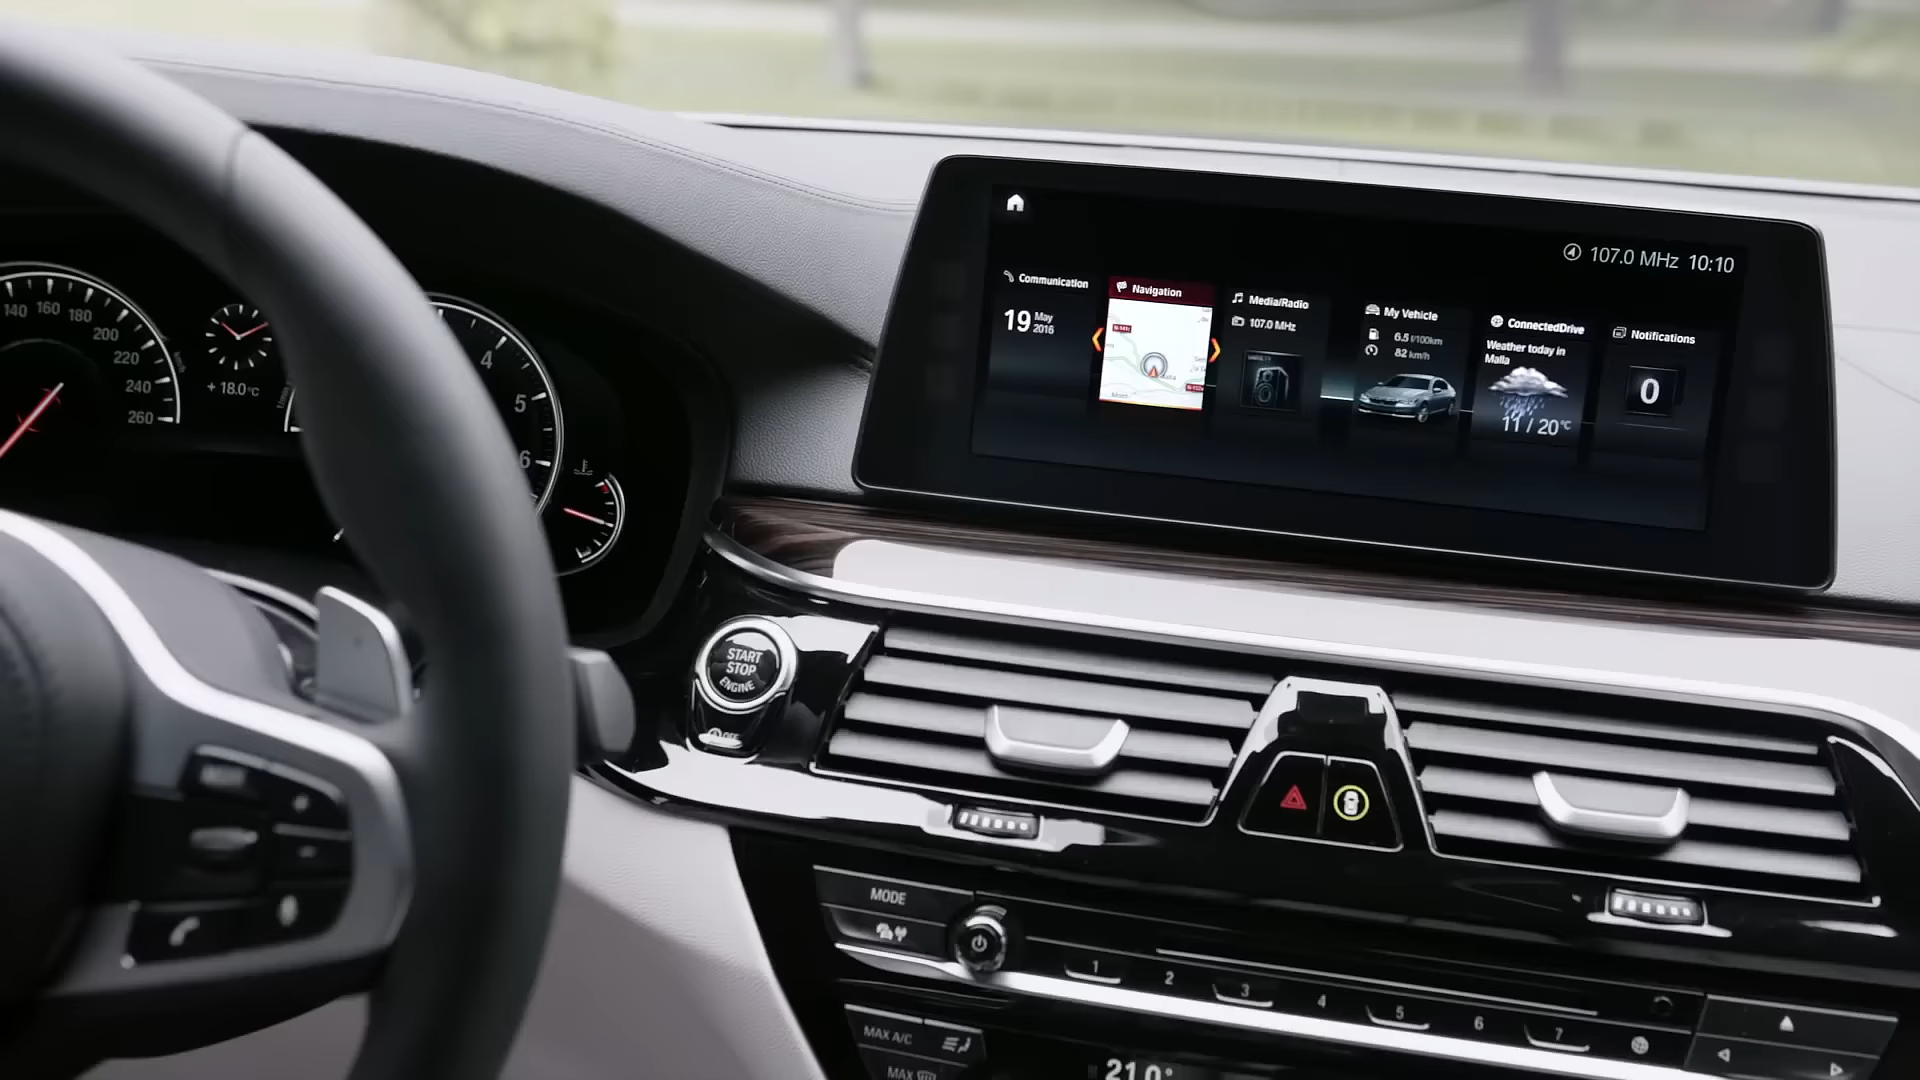 107.0 MHz 10:10
Communication
19 May
2016
Navigation
Media/Radio
107.0 MHz
My Vehicle
6.5 l/100km
82 km/h
ConnectedDrive
Weather today in
Malla
11 / 20°C
Notifications
0
140
160
180
200
220
240
260
km/h
+ 18.0°C
4
5
6
START
STOP
ENGINE
OFF
MODE
1
2
3
4
5
6
7
MAX A/C
MAX
21.0°